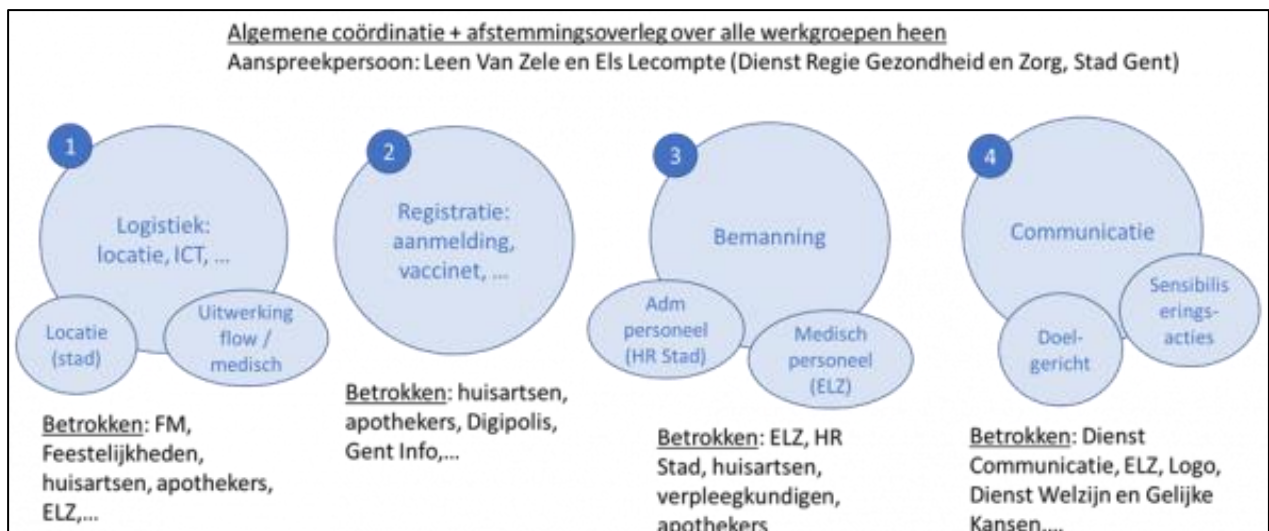 Algemene coördinatie + afstemmingsoverleg over alle werkgroepen heen
Aanspreekpersoon: Leen Van Zele en Els Lecompte (Dienst Regie Gezondheid en Zorg, Stad Gent)
1
Logistiek:
locatie, ICT, ...
Locatie
(stad)
Uitwerking
flow /
medisch
Betrokken: FM,
Feestelijkheden,
huisartsen, apothekers,
ELZ,...
2
Registratie:
aanmelding,
vaccinet, ...
Betrokken: huisartsen,
apothekers, Digipolis,
Gent Info,...
3
Bemanning
Adm
personeel
(HR Stad)
Medisch
personeel
(ELZ)
Betrokken: ELZ, HR
Stad, huisartsen,
verpleegkundigen,
apothekers
4
Communicatie
Doel-
gericht
Sensibilis
erings-
acties
Betrokken: Dienst
Communicatie, ELZ, Logo,
Dienst Welzijn en Gelijke
Kansen,...